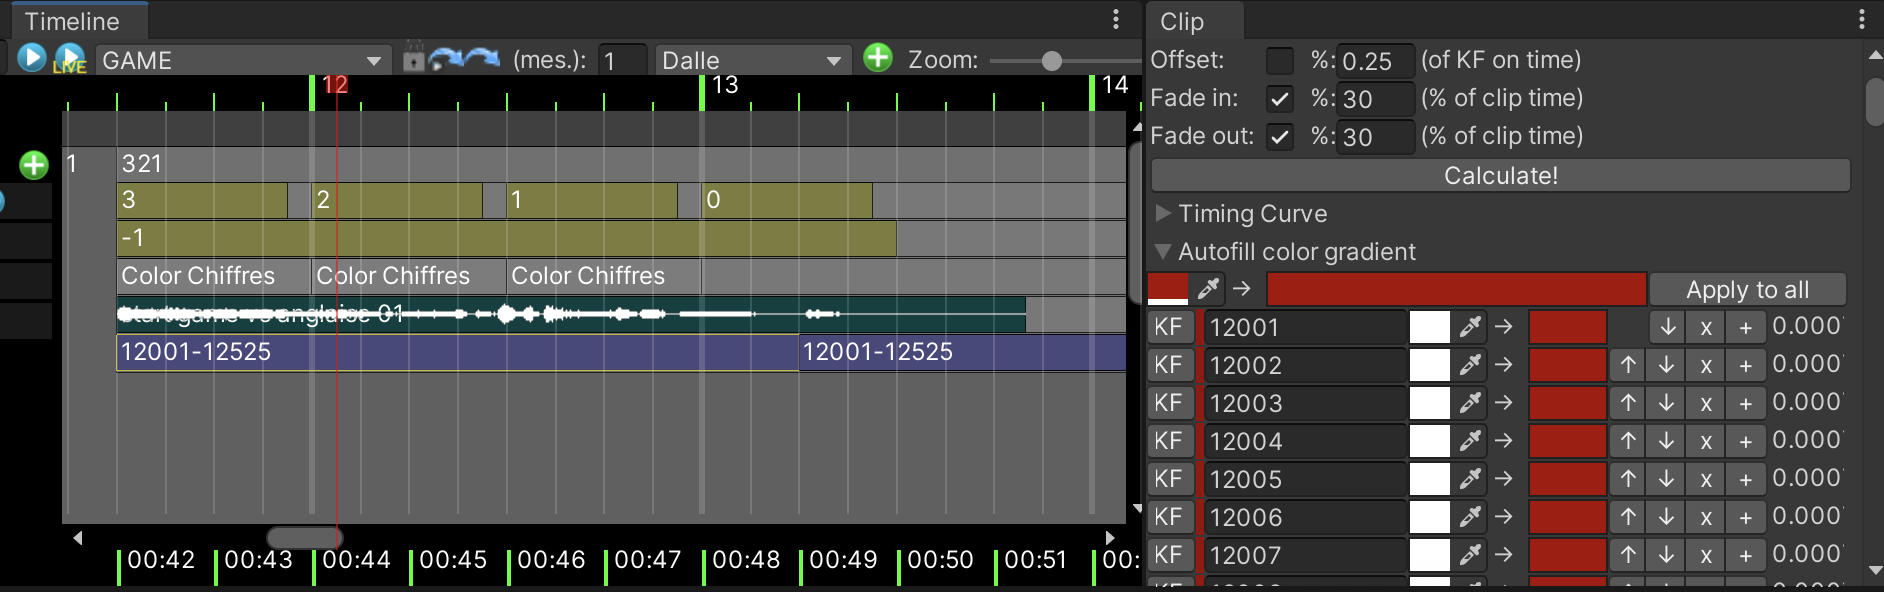 Timeline
LIVE GAME (mes.): 1 Dalle Zoom:
12 13 14
1 321
3 2 1 0
-1
Color Chiffres Color Chiffres Color Chiffres
start game vs anglaise 01
12001-12525 12001-12525
00:42 00:43 00:44 00:45 00:46 00:47 00:48 00:49 00:50 00:51 00:
Clip
Offset: %: 0.25 (of KF on time)
Fade in: %: 30 (% of clip time)
Fade out: %: 30 (% of clip time)
Calculate!
Timing Curve
Autofill color gradient
→ Apply to all
KF 12001 → ↓ x + 0.000
KF 12002 → ↑ ↓ x + 0.000
KF 12003 → ↑ ↓ x + 0.000
KF 12004 → ↑ ↓ x + 0.000
KF 12005 → ↑ ↓ x + 0.000
KF 12006 → ↑ ↓ x + 0.000
KF 12007 → ↑ ↓ x + 0.000